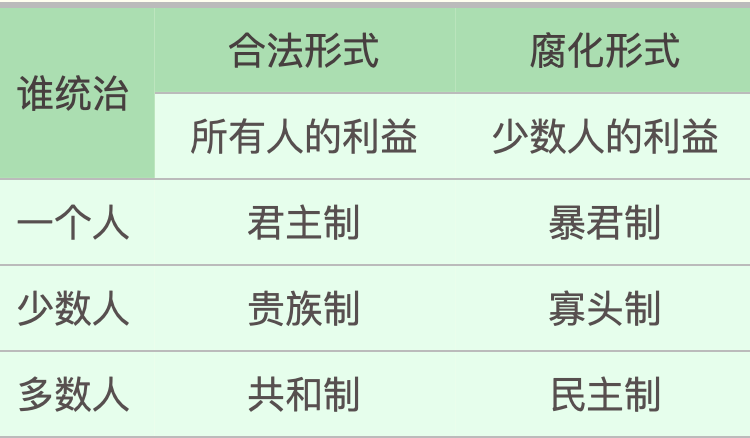 谁统治 合法形式 腐化形式
所有人的利益 少数人的利益
一个人 君主制 暴君制
少数人 贵族制 寡头制
多数人 共和制 民主制